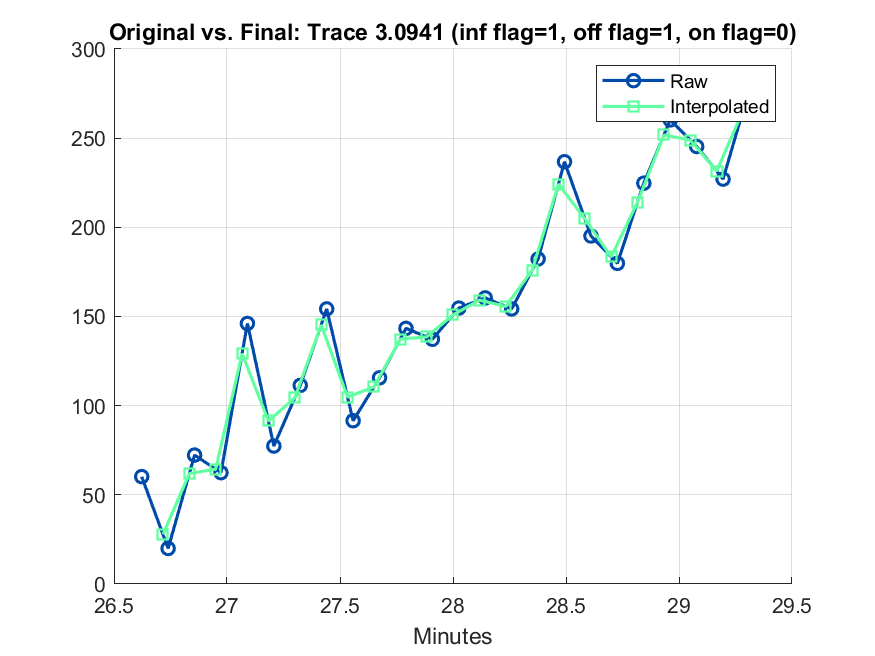 Original vs. Final: Trace 3.0941 (inf flag=1, off flag=1, on flag=0)
300
250
200
150
100
50
0
Raw
Interpolated
26.5 27 27.5 28 28.5 29 29.5
Minutes